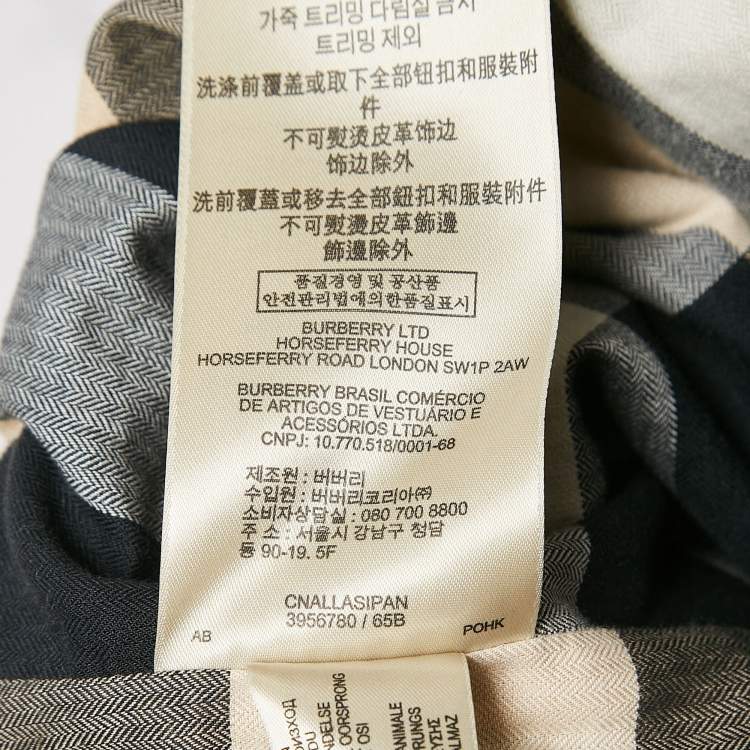 가죽 트리밍 다림질 금지
트리밍 제외
洗涤前覆盖或取下全部钮扣和服裝附
件
不可熨烫皮革饰边
饰边除外
洗前覆蓋或移去全部鈕扣和服裝附件
不可熨燙皮革飾邊
飾邊除外
품질경영 및 공산품
안전관리법에의한품질표시
BURBERRY LTD
HORSEFERRY HOUSE
HORSEFERRY ROAD LONDON SW1P 2AW
BURBERRY BRASIL COMÉRCIO
DE ARTIGOS DE VESTUÁRIO E
ACESSÓRIOS LTDA.
CNPJ: 10.770.518/0001-68
제조원 : 버버리
수입원 : 버버리코리아㈜
소비자상담실 : 080 700 8800
주 소 : 서울시 강남구 청담
동 90-19. 5F
CNALLASIPAN
3956780 / 65B
AB
POHK
NDELSE
OORSPRONG
OSI
ANIMALE
RUNGS
ΕΥΣΗΣ
ALMAZ